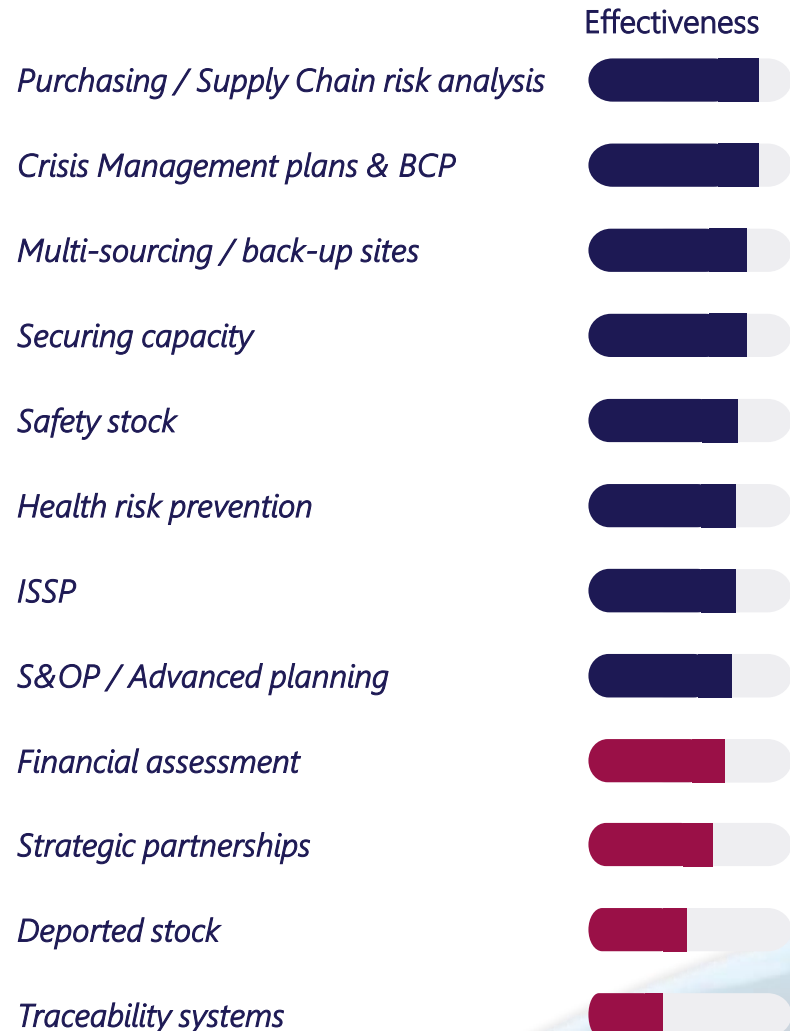 Effectiveness
Purchasing / Supply Chain risk analysis
Crisis Management plans & BCP
Multi-sourcing / back-up sites
Securing capacity
Safety stock
Health risk prevention
ISSP
S&OP / Advanced planning
Financial assessment
Strategic partnerships
Deported stock
Traceability systems